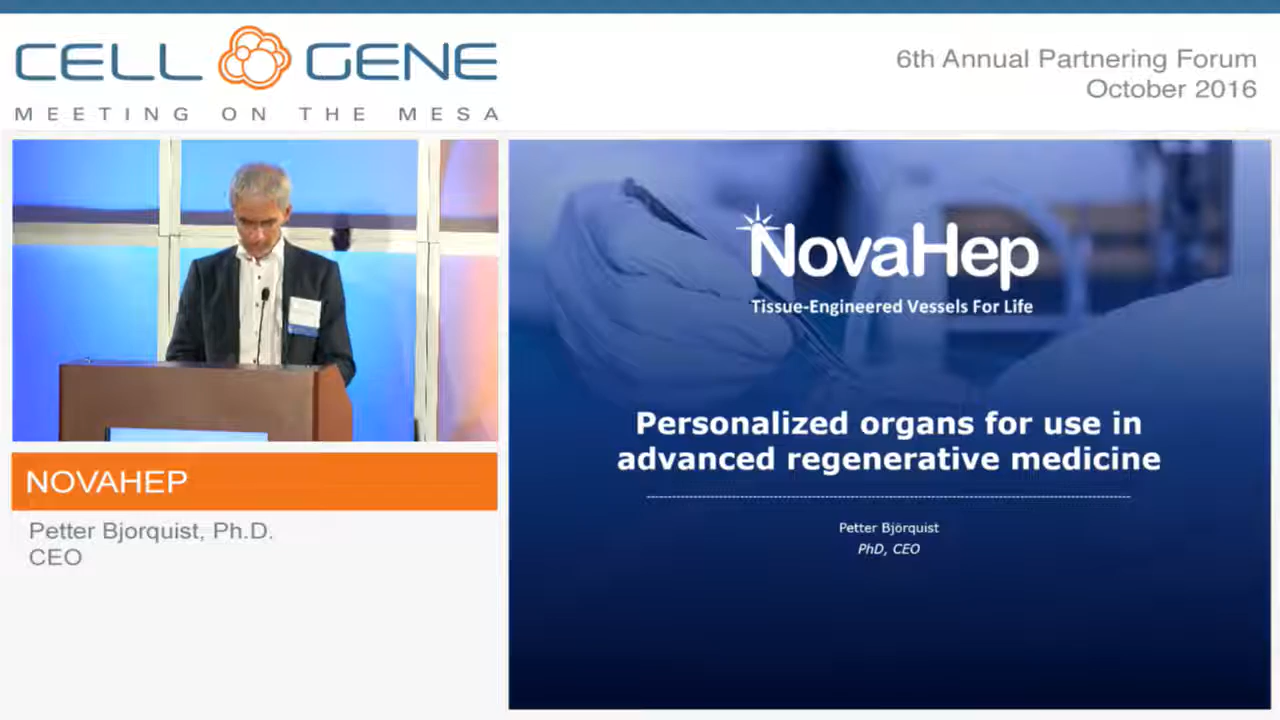 CELL GENE
MEETING ON THE MESA
6th Annual Partnering Forum
October 2016
NovaHep
Tissue-Engineered Vessels For Life
Personalized organs for use in
advanced regenerative medicine
Petter Björquist
PhD, CEO
NOVAHEP
Petter Bjorquist, Ph.D.
CEO